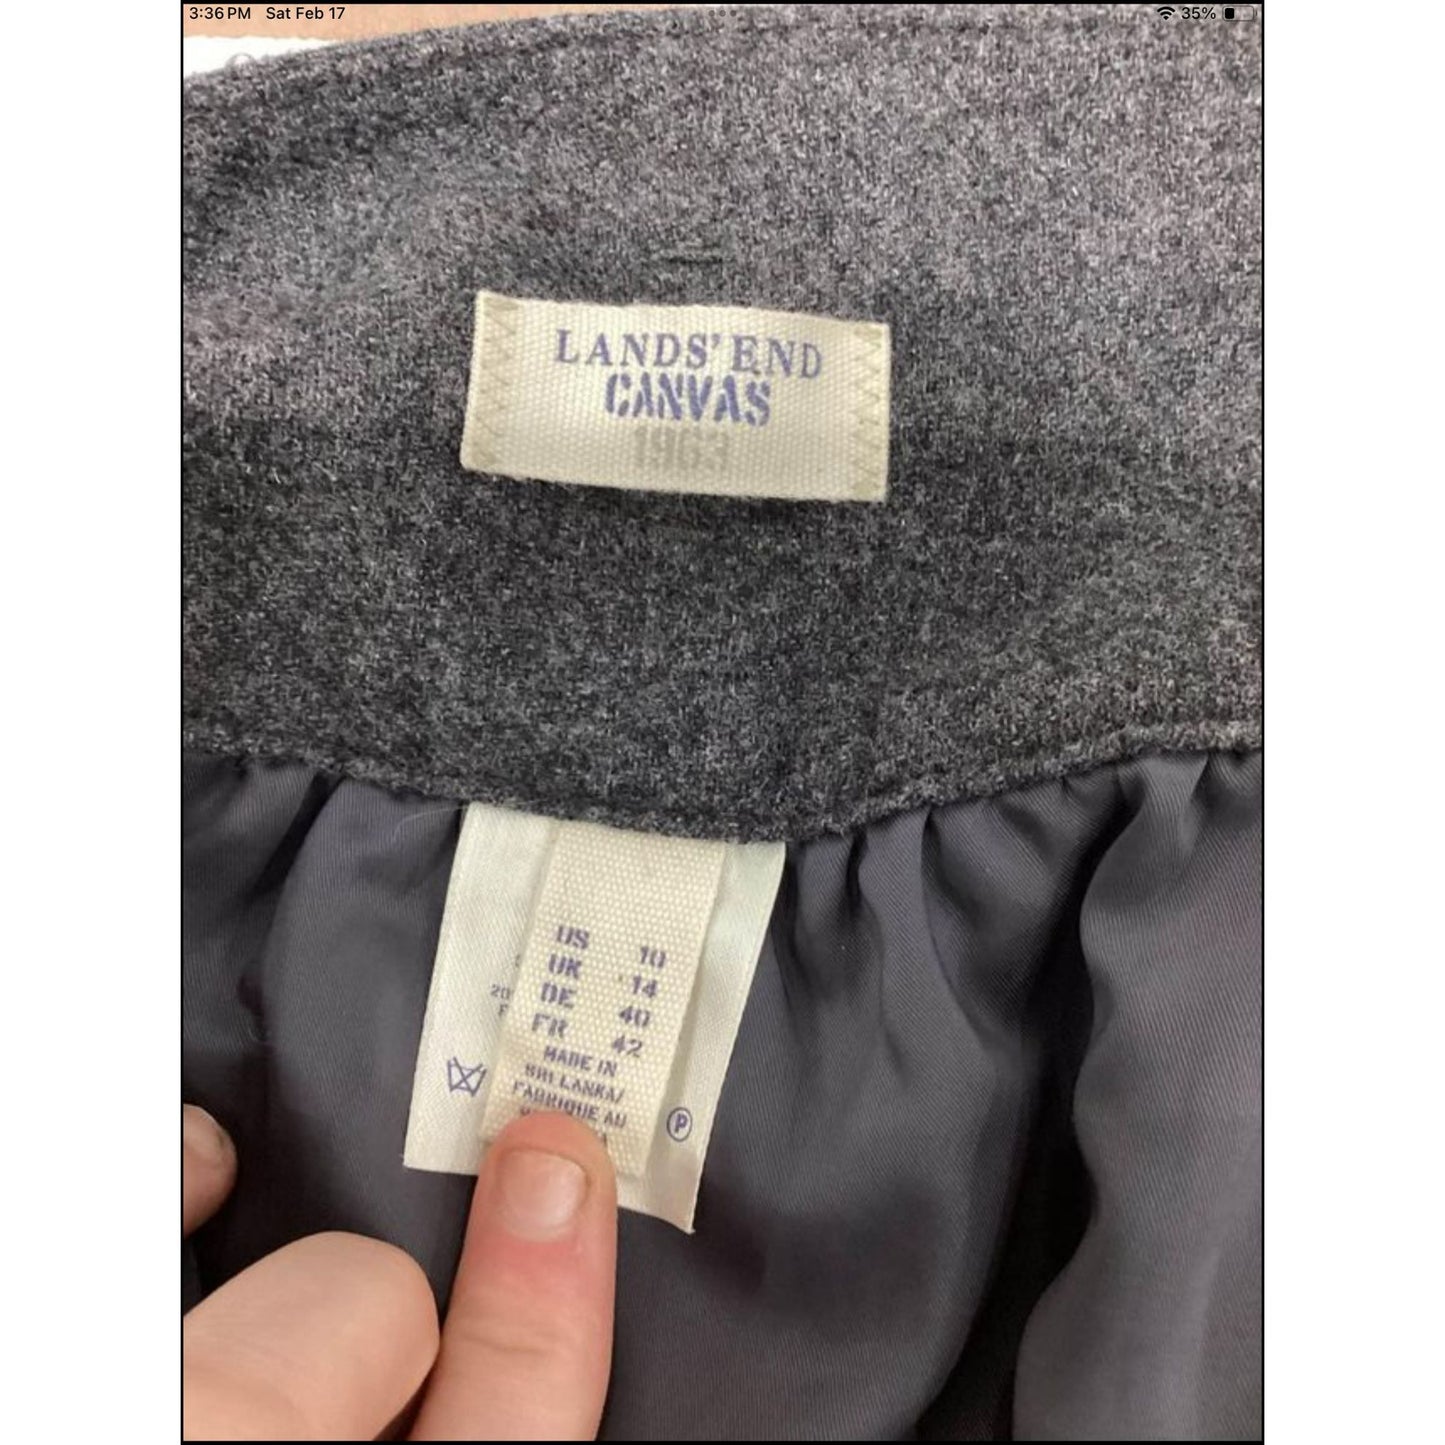 3:36 PM Sat Feb 17
35%
LANDS' END
CANVAS
1963
US 10
UK 14
DE 40
FR 42
MADE IN
SRI LANKA/
FABRIQUE AU
20
P